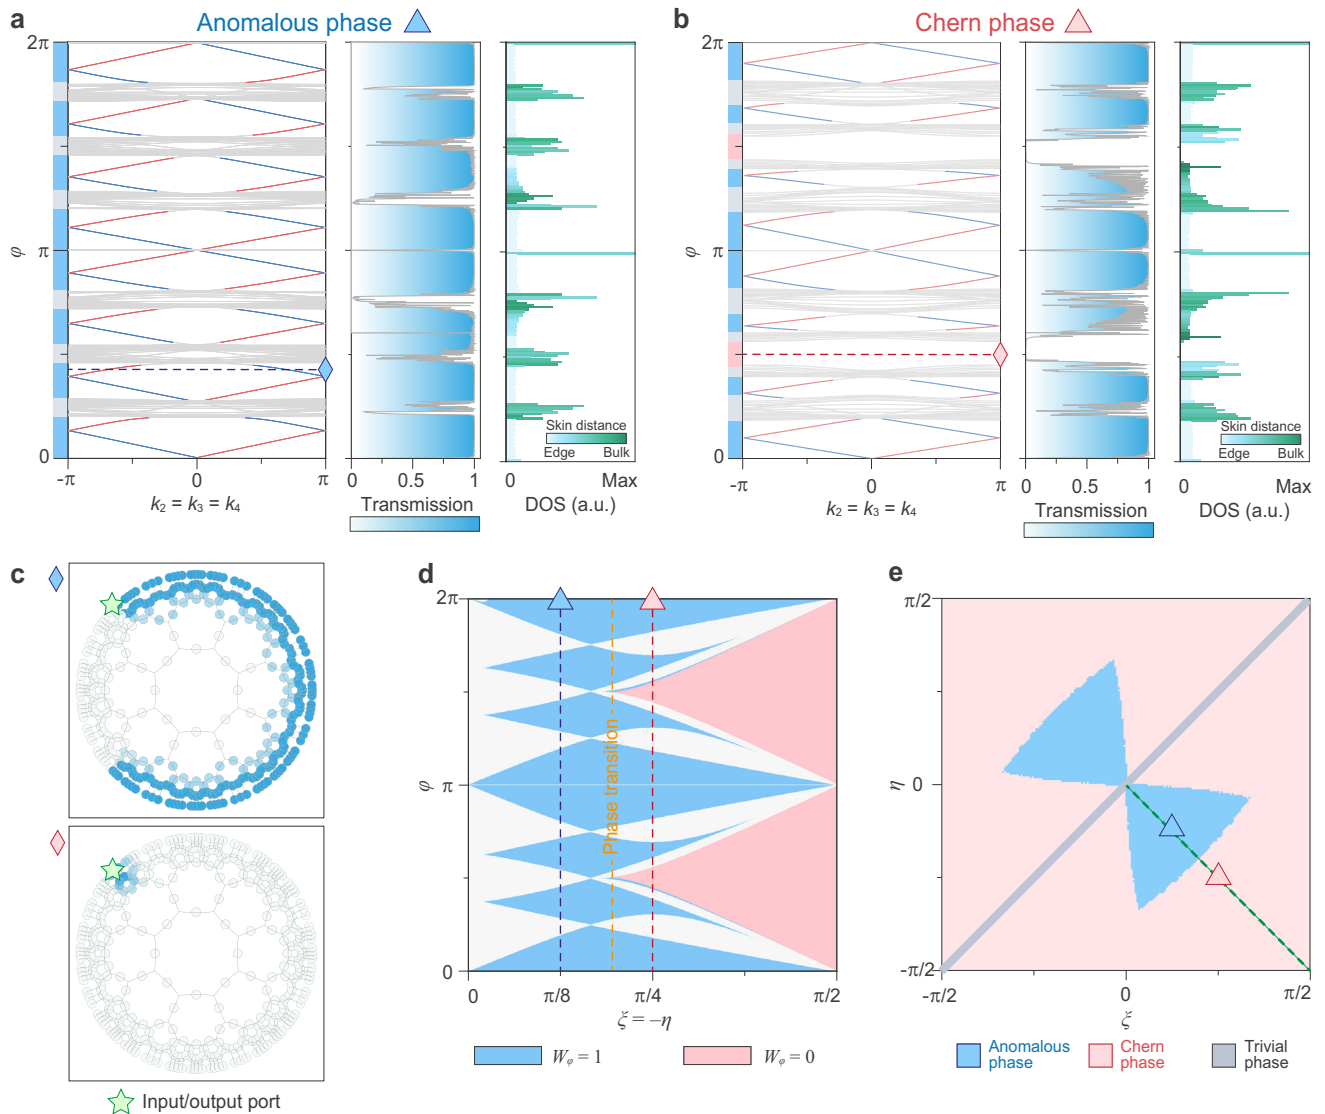 a
Anomalous phase
2π
π
0
φ
-π
0
π
k₂ = k₃ = k₄
0
0.5
1
Transmission
Skin distance
Edge
Bulk
0
Max
DOS (a.u.)
b
Chern phase
2π
π
0
φ
-π
0
π
k₂ = k₃ = k₄
0
0.5
1
Transmission
Skin distance
Edge
Bulk
0
Max
DOS (a.u.)
c
Input/output port
d
2π
π
0
φ
Phase transition
0
π/8
π/4
π/2
ξ = −η
Wᵩ = 1
Wᵩ = 0
e
π/2
0
-π/2
η
-π/2
0
π/2
ξ
Anomalous
phase
Chern
phase
Trivial
phase